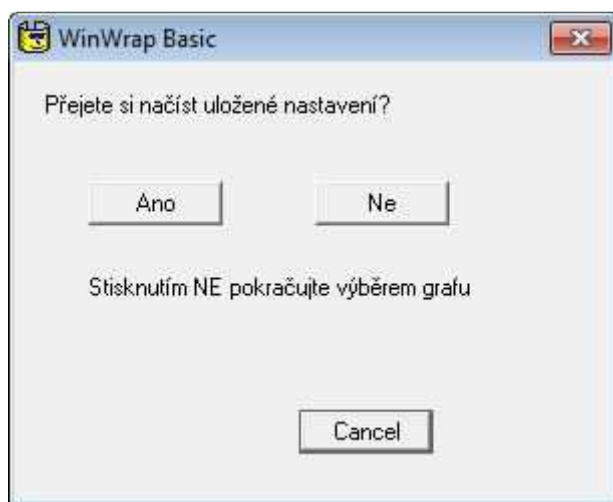 WinWrap Basic
Přejete si načíst uložené nastavení?
Ano Ne
Stisknutím NE pokračujte výběrem grafu
Cancel